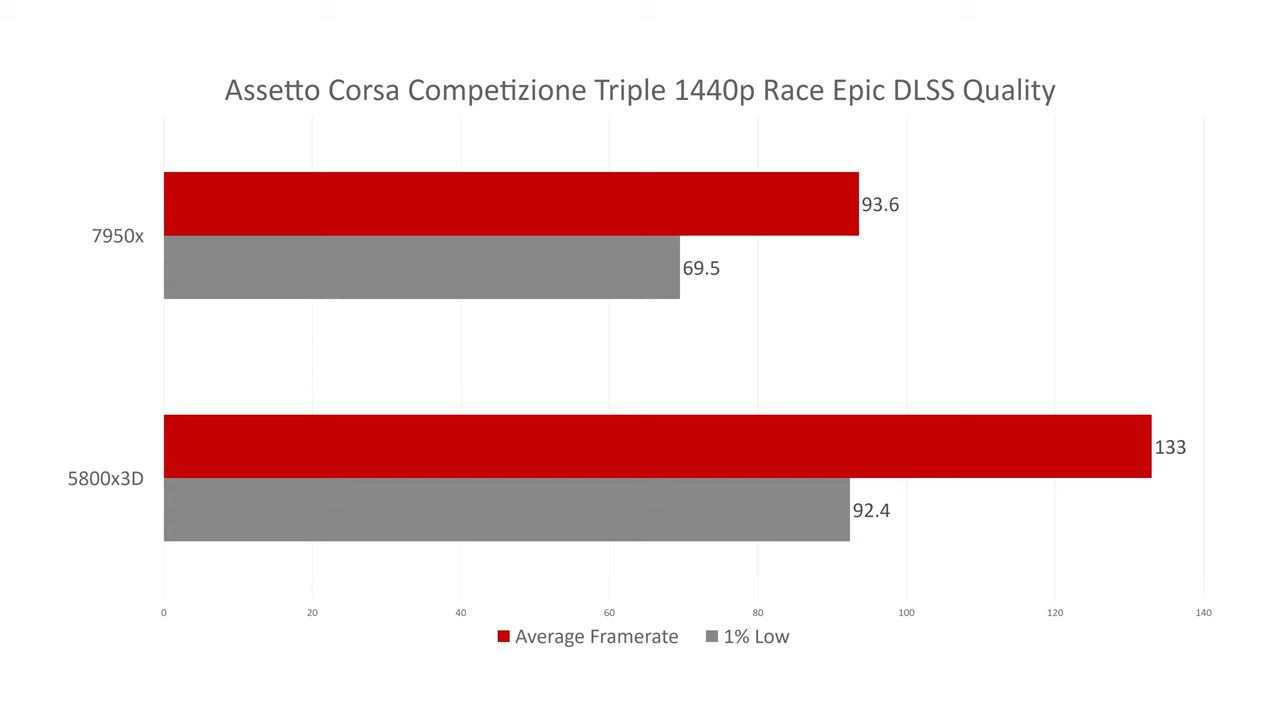 Assetto Corsa Competizione Triple 1440p Race Epic DLSS Quality
93.6
7950x
69.5
133
5800x3D
92.4
0 20 40 60 80 100 120 140
Average Framerate 1% Low